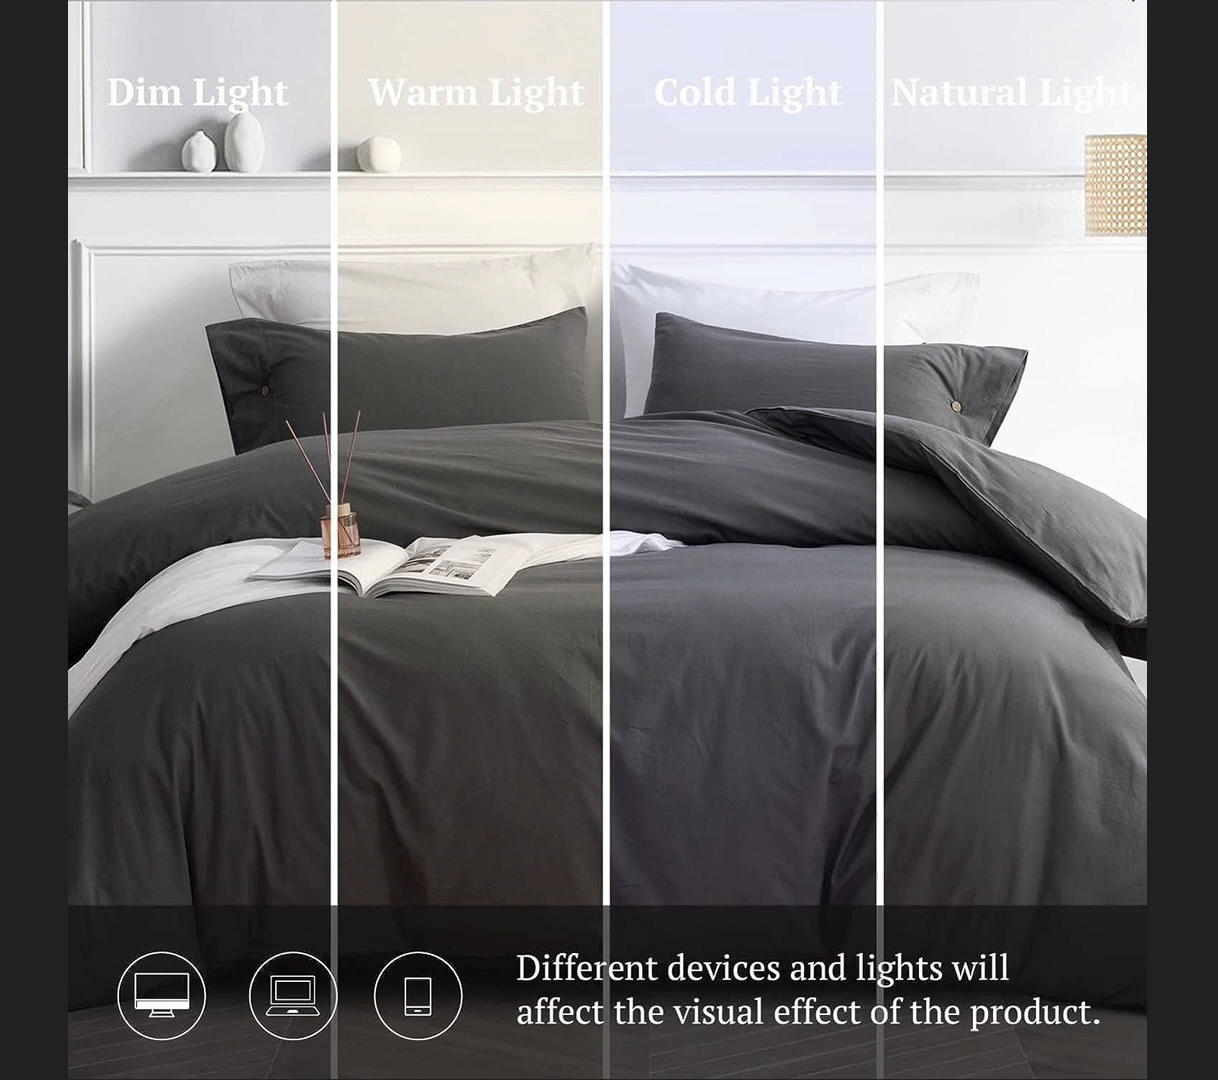 Dim Light
Warm Light
Cold Light
Natural Light
Different devices and lights will
affect the visual effect of the product.